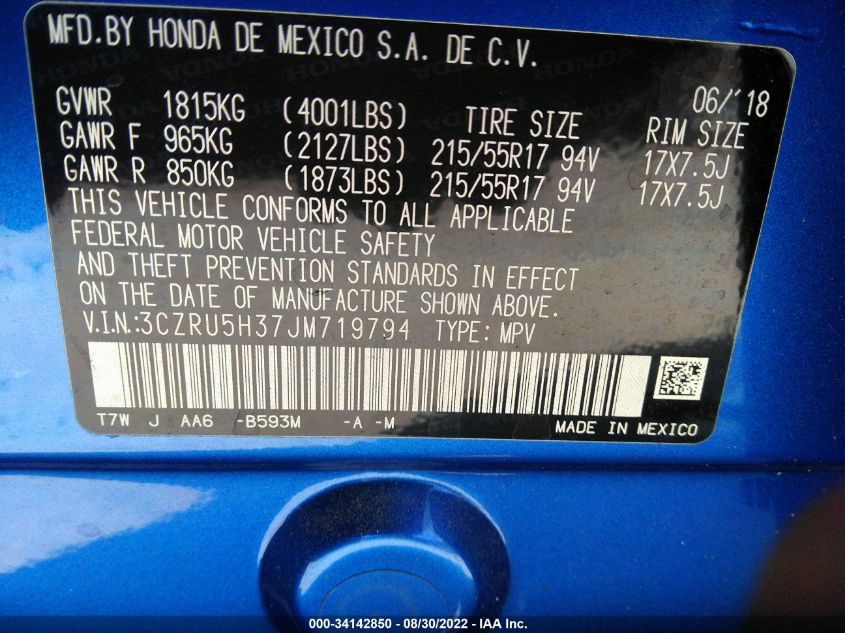 MFD.BY HONDA DE MEXICO S.A. DE C.V.
06/'18
GVWR 1815KG (4001LBS) TIRE SIZE RIM SIZE
GAWR F 965KG (2127LBS) 215/55R17 94V 17X7.5J
GAWR R 850KG (1873LBS) 215/55R17 94V 17X7.5J
THIS VEHICLE CONFORMS TO ALL APPLICABLE
FEDERAL MOTOR VEHICLE SAFETY
AND THEFT PREVENTION STANDARDS IN EFFECT
ON THE DATE OF MANUFACTURE SHOWN ABOVE.
V.I.N.:3CZRU5H37JM719794 TYPE: MPV
T7W J AA6 -B593M -A -M
MADE IN MEXICO
000-34142850 - 08/30/2022 - IAA Inc.